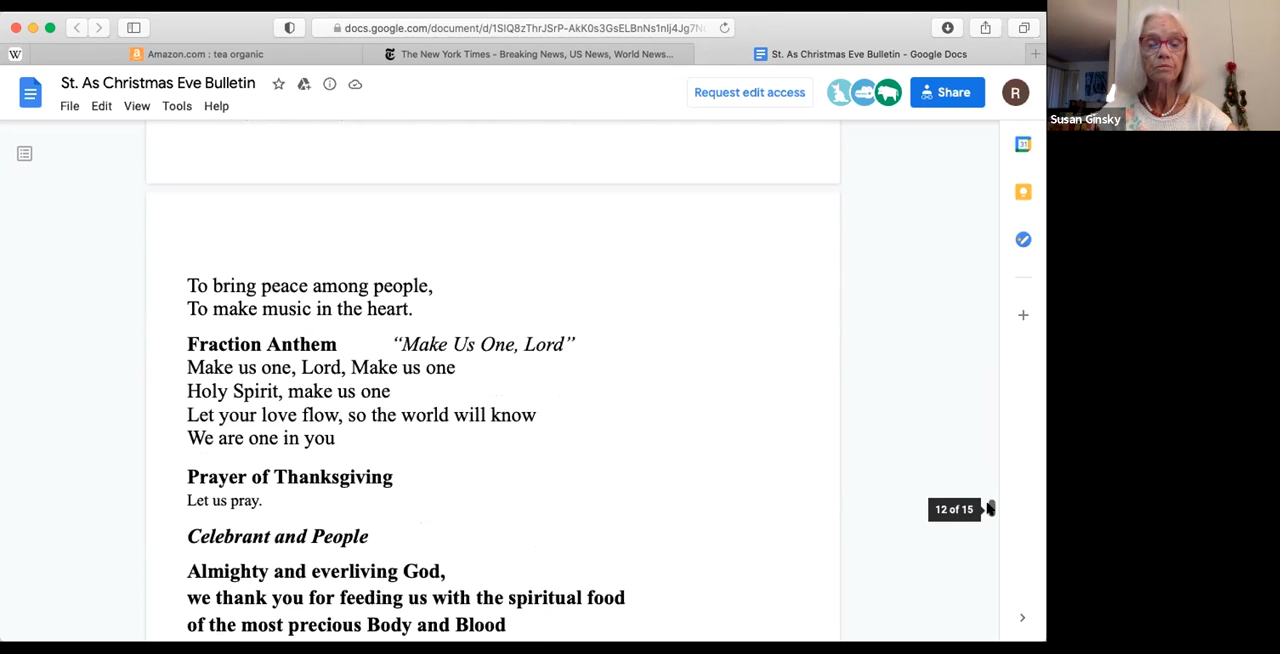 docs.google.com/document/d/1SIQ8zThrJSrP-AkK0s3GsELBnNs1nIj4Jg7N
W
Amazon.com : tea organic
The New York Times - Breaking News, US News, World News...
St. As Christmas Eve Bulletin - Google Docs
St. As Christmas Eve Bulletin
File Edit View Tools Help
Request edit access
Share
R
Susan Ginsky
31
To bring peace among people,
To make music in the heart.
Fraction Anthem “Make Us One, Lord”
Make us one, Lord, Make us one
Holy Spirit, make us one
Let your love flow, so the world will know
We are one in you
Prayer of Thanksgiving
Let us pray.
12 of 15
Celebrant and People
Almighty and everliving God,
we thank you for feeding us with the spiritual food
of the most precious Body and Blood